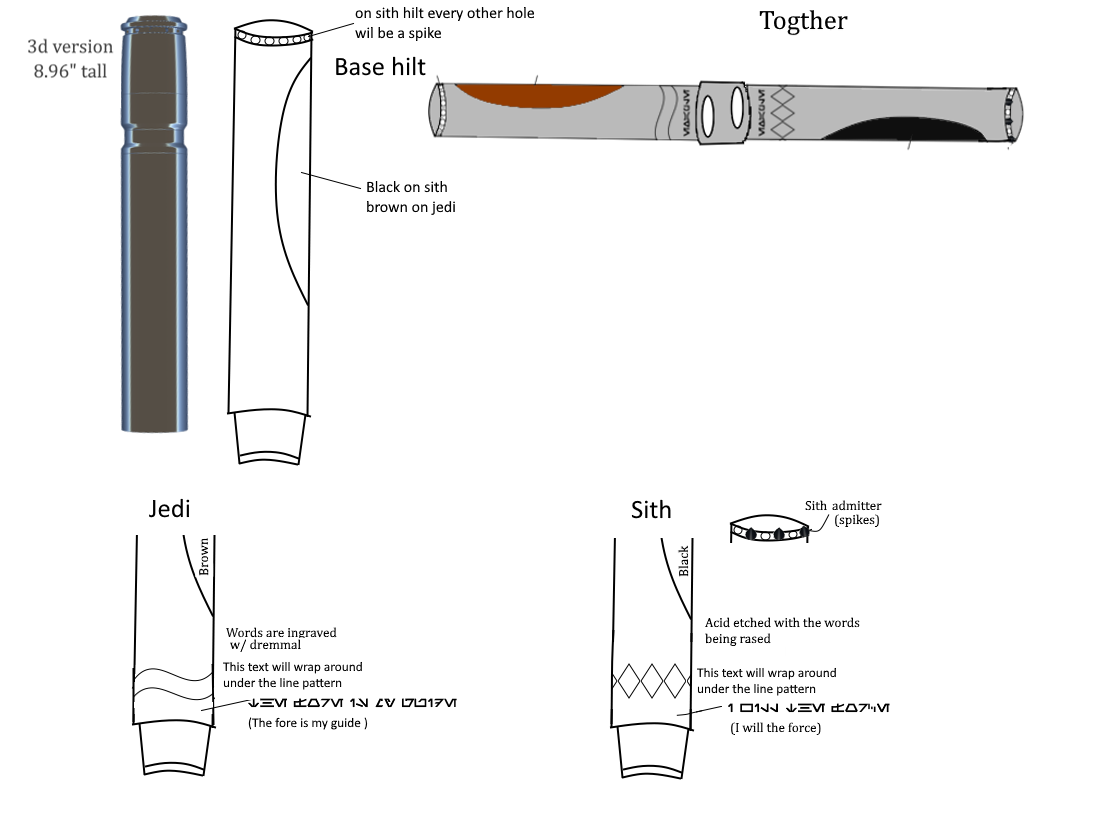 on sith hilt every other hole
wil be a spike
Togther
3d version
8.96" tall
Base hilt
Black on sith
brown on jedi
Jedi
Sith
Sith admitter
(spikes)
Brown
Black
Words are ingraved
w/ dremmal
Acid etched with the words
being rased
This text will wrap around
under the line pattern
This text will wrap around
under the line pattern
(The fore is my guide )
(I will the force)